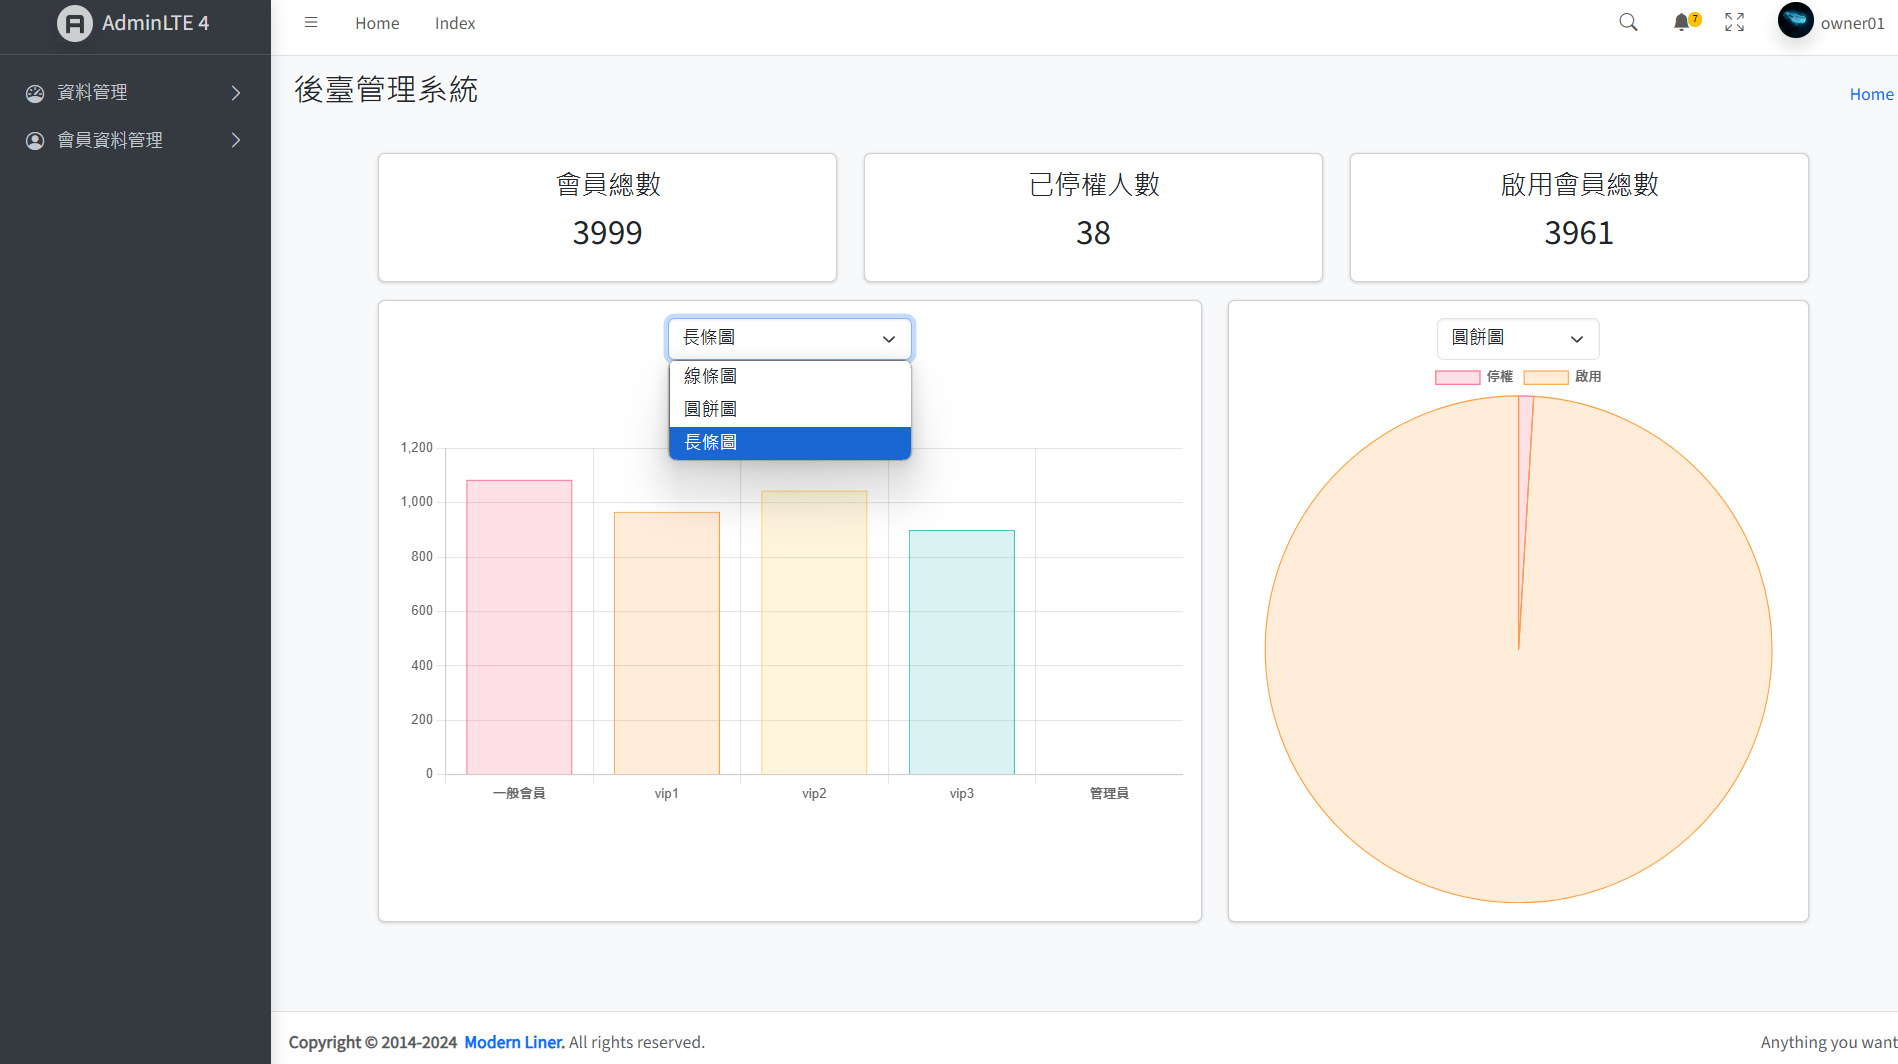 AdminLTE 4
Home
Index
7
owner01
資料管理
會員資料管理
後臺管理系統
Home
會員總數
3999
已停權人數
38
啟用會員總數
3961
長條圖
線條圖
圓餅圖
長條圖
1,200
1,000
800
600
400
200
0
一般會員
vip1
vip2
vip3
管理員
圓餅圖
停權
啟用
Copyright © 2014-2024 Modern Liner. All rights reserved.
Anything you want